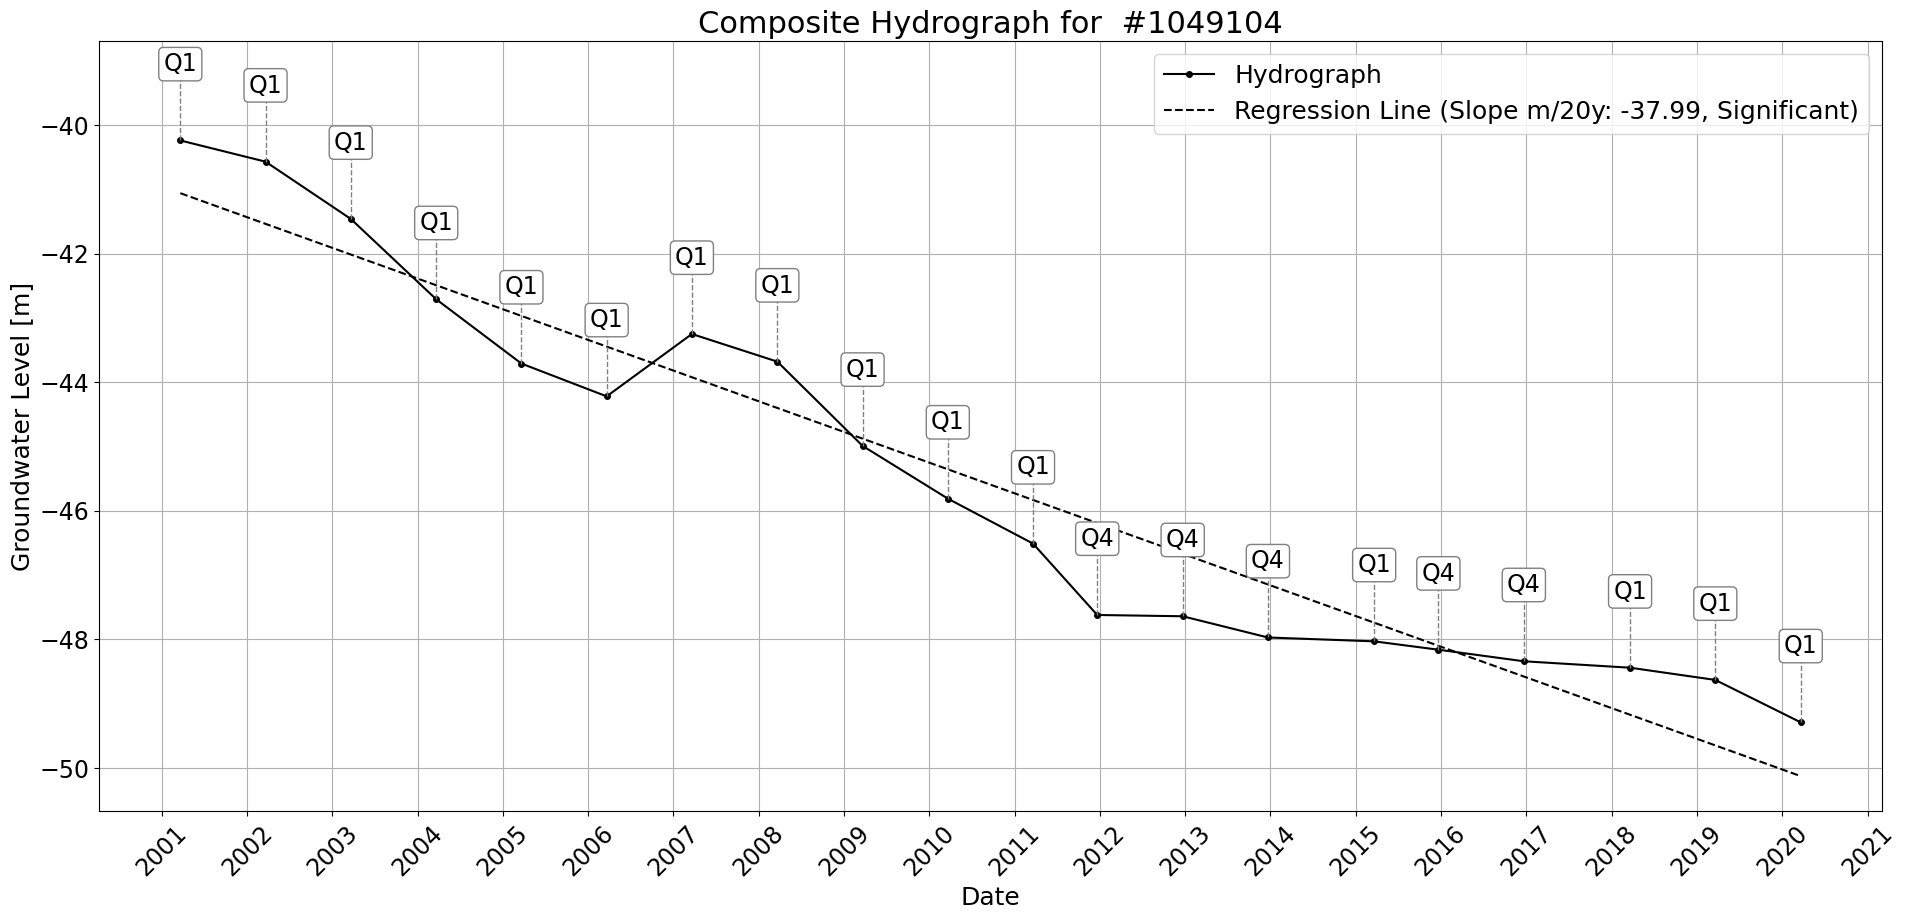 Composite Hydrograph for  #1049104
Hydrograph
Regression Line (Slope m/20y: -37.99, Significant)
Q1
Q1
Q1
Q1
Q1
Q1
Q1
Q1
Q1
Q1
Q1
Q4
Q4
Q4
Q1
Q4
Q4
Q1
Q1
Q1
Groundwater Level [m]
−40
−42
−44
−46
−48
−50
2001
2002
2003
2004
2005
2006
2007
2008
2009
2010
2011
2012
2013
2014
2015
2016
2017
2018
2019
2020
2021
Date